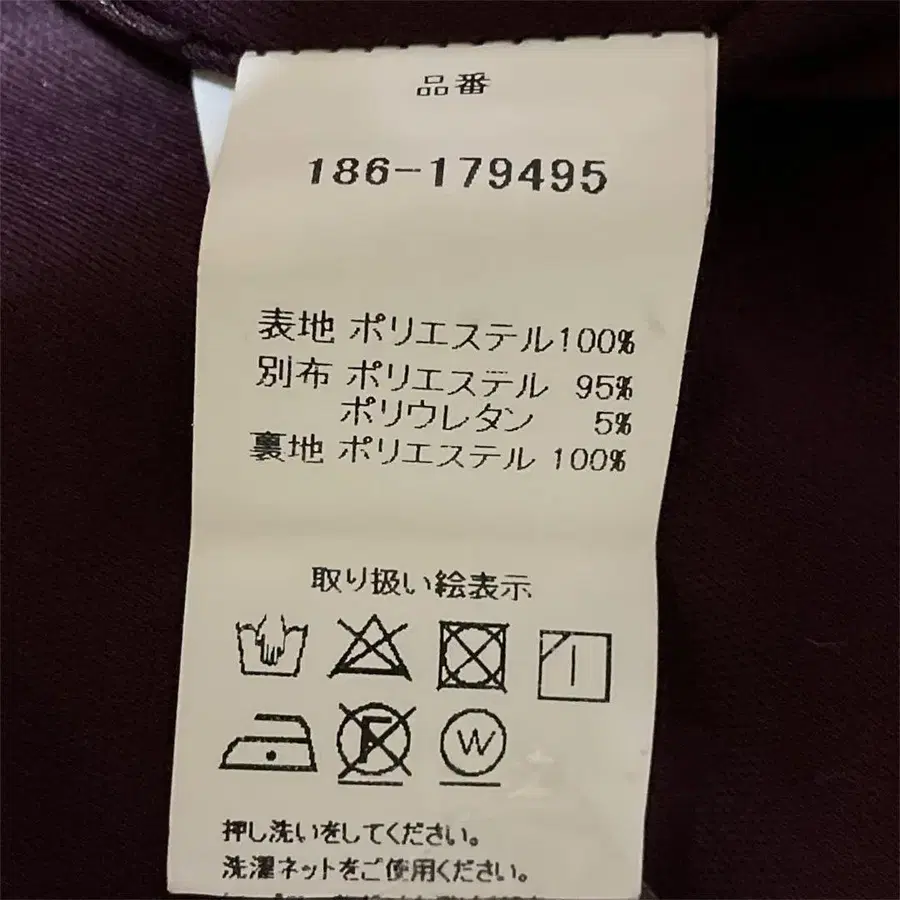 品番
186-179495
表地 ポリエステル100%
別布 ポリエステル 95%
ポリウレタン 5%
裏地 ポリエステル 100%
取り扱い絵表示
F
W
押し洗いをしてください。
洗濯ネットをご使用ください。